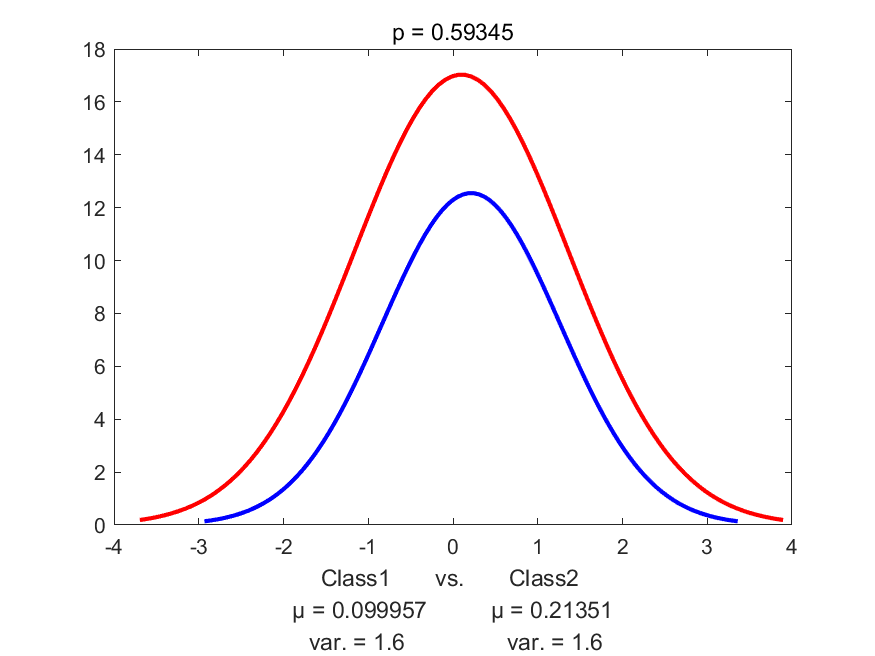 p = 0.59345
18
16
14
12
10
8
6
4
2
0
-4 -3 -2 -1 0 1 2 3 4
Class1 vs. Class2
μ = 0.099957 μ = 0.21351
var. = 1.6 var. = 1.6